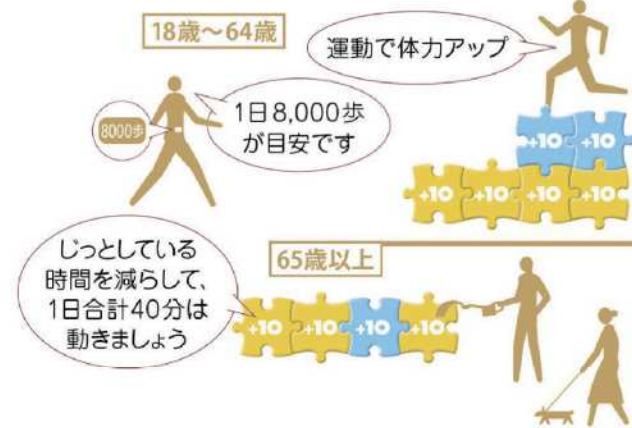 18歳～64歳
運動で体力アップ
8000歩
1日8,000歩
が目安です
+10 +10
+10 +10 +10 +10
じっとしている
時間を減らして、
1日合計40分は
動きましょう
65歳以上
+10 +10 +10 +10